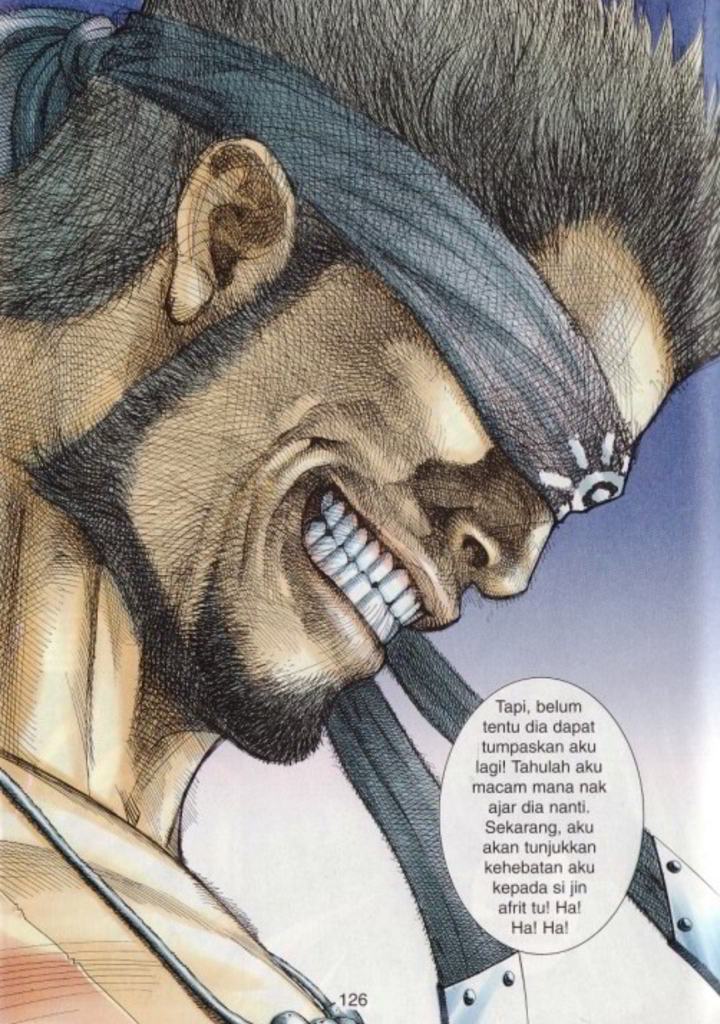 Tapi, belum
tentu dia dapat
tumpaskan aku
lagi! Tahulah aku
macam mana nak
ajar dia nanti.
Sekarang, aku
akan tunjukkan
kehebatan aku
kepada si jin
afrit tu! Ha!
Ha! Ha!
126